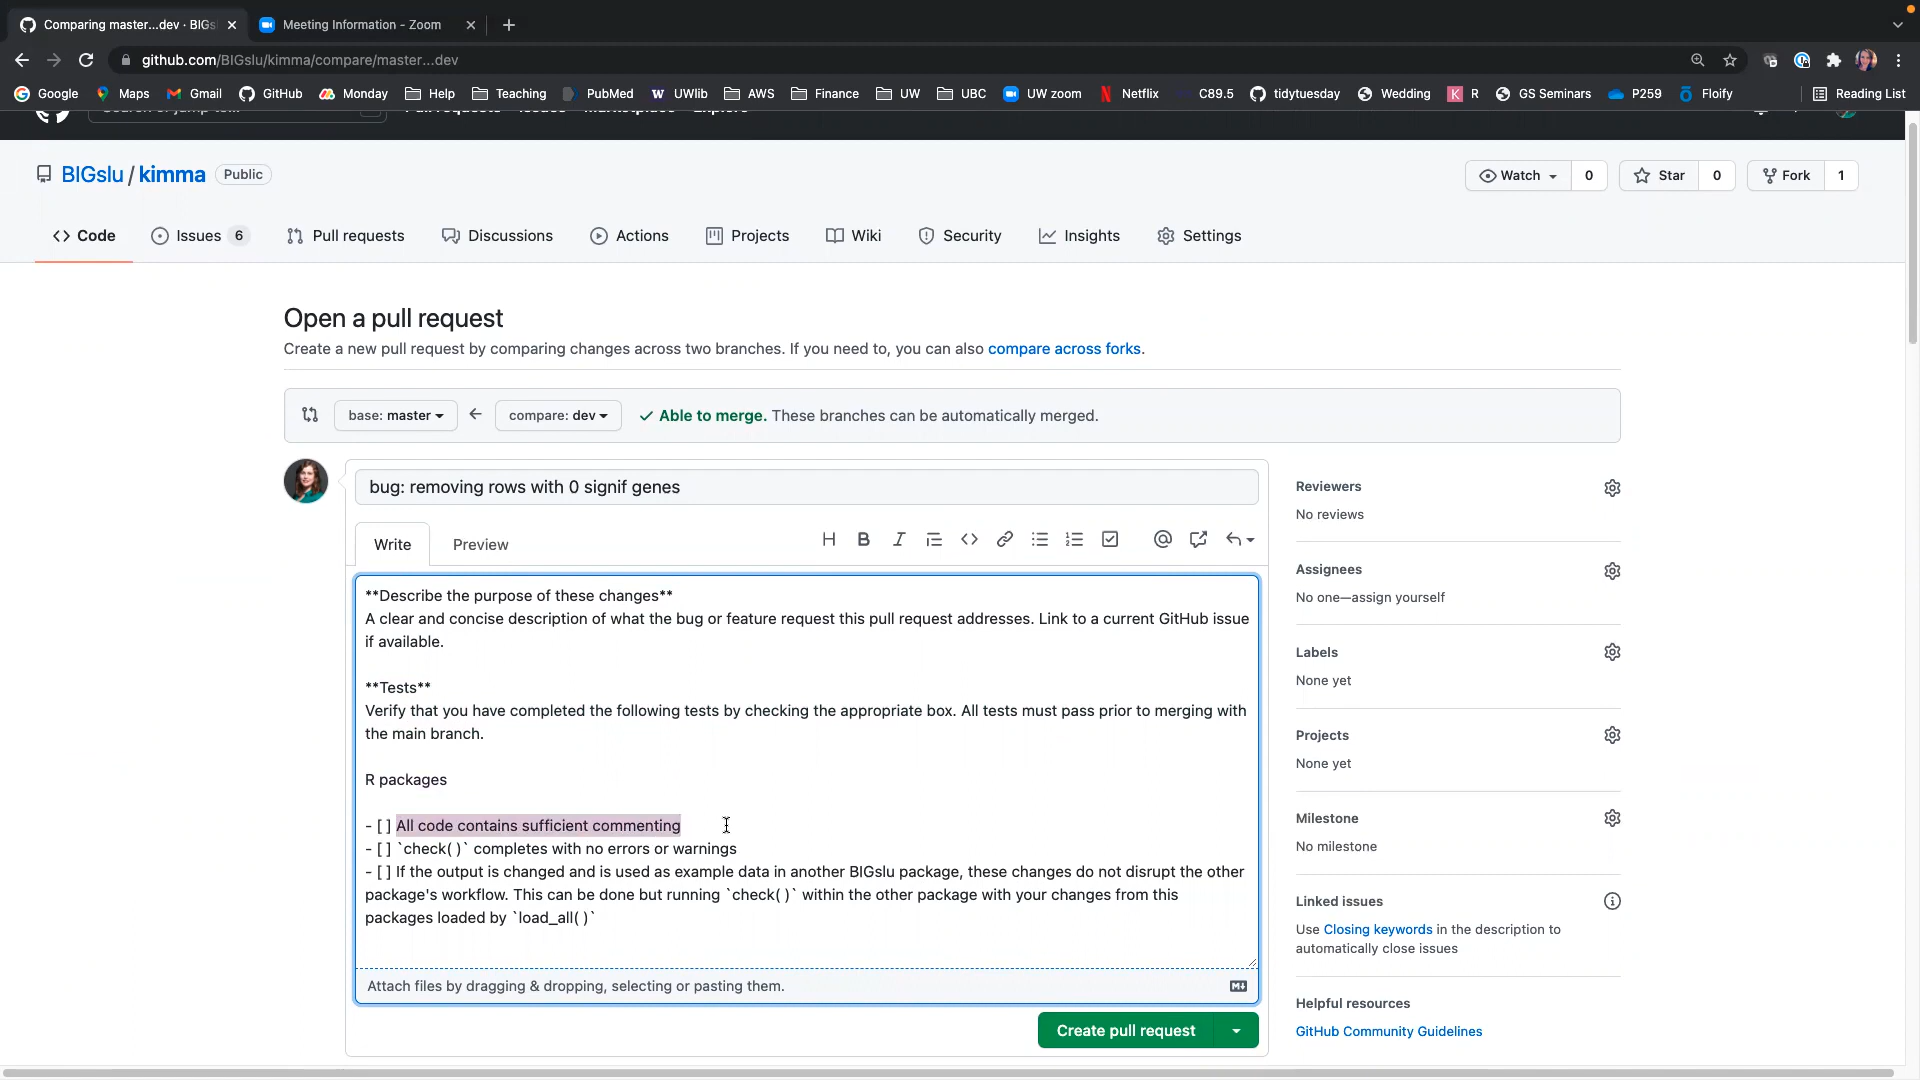 Comparing master...dev · BIGs
Meeting Information - Zoom
github.com/BIGslu/kimma/compare/master...dev
Google Maps Gmail GitHub Monday Help Teaching PubMed UWlib AWS Finance UW UBC UW zoom Netflix C89.5 tidytuesday Wedding R GS Seminars P259 Floify Reading List
BIGslu / kimma Public
Watch 0 Star 0 Fork 1
Code Issues 6 Pull requests Discussions Actions Projects Wiki Security Insights Settings
Open a pull request
Create a new pull request by comparing changes across two branches. If you need to, you can also compare across forks.
base: master compare: dev Able to merge. These branches can be automatically merged.
bug: removing rows with 0 signif genes
Write Preview
**Describe the purpose of these changes**
A clear and concise description of what the bug or feature request this pull request addresses. Link to a current GitHub issue
if available.
**Tests**
Verify that you have completed the following tests by checking the appropriate box. All tests must pass prior to merging with
the main branch.
R packages
- [ ] All code contains sufficient commenting
- [ ] `check( )` completes with no errors or warnings
- [ ] If the output is changed and is used as example data in another BIGslu package, these changes do not disrupt the other
package's workflow. This can be done but running `check( )` within the other package with your changes from this
packages loaded by `load_all( )`
Attach files by dragging & dropping, selecting or pasting them.
Create pull request
Reviewers
No reviews
Assignees
No one—assign yourself
Labels
None yet
Projects
None yet
Milestone
No milestone
Linked issues
Use Closing keywords in the description to
automatically close issues
Helpful resources
GitHub Community Guidelines